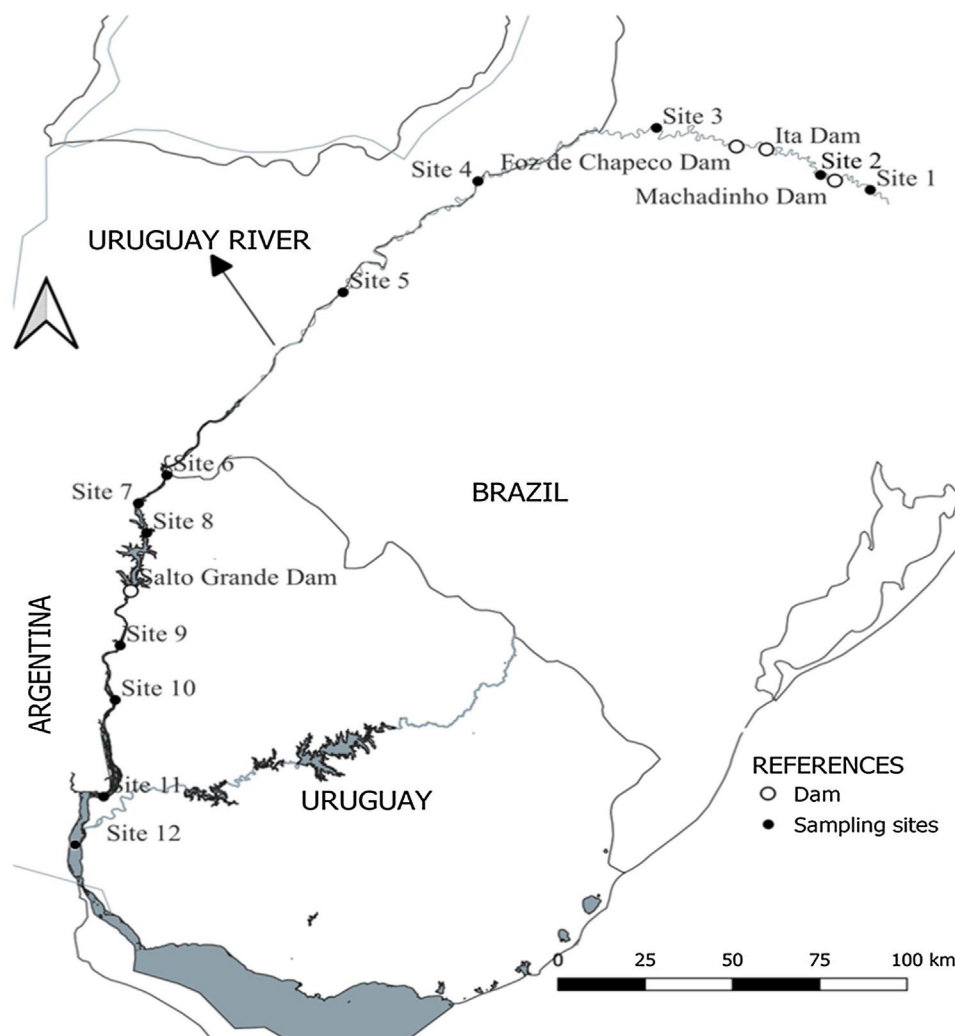 Site 3
Ita Dam
Foz de Chapeco Dam
Site 4
Site 2
Site 1
Machadinho Dam
URUGUAY RIVER
Site 5
Site 6
BRAZIL
Site 7
Site 8
Salto Grande Dam
ARGENTINA
Site 9
Site 10
REFERENCES
Dam
Sampling sites
Site 11
URUGUAY
Site 12
0 25 50 75 100 km